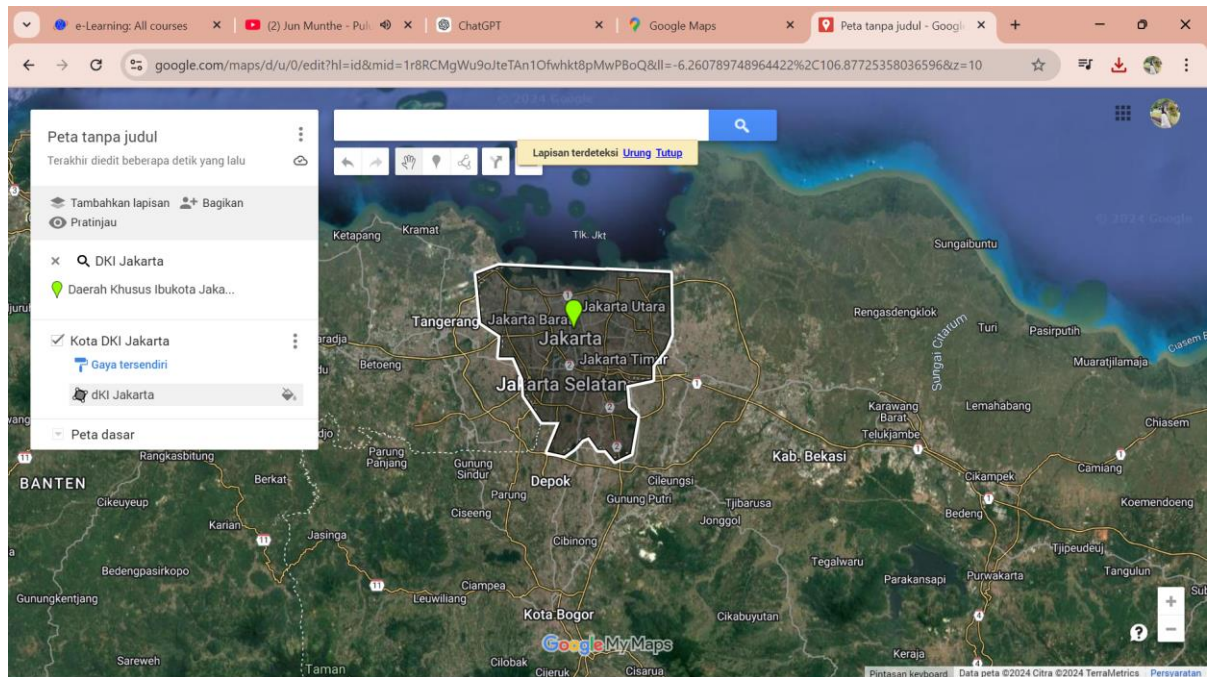 e-Learning: All courses
(2) Jun Munthe - Pul
ChatGPT
Google Maps
Peta tanpa judul - Googl
google.com/maps/d/u/0/edit?hl=id&mid=1r8RCMgWu9oJteTAn1Ofwhkt8pMwPBoQ&ll=-6.260789748964422%2C106.87725358036596&z=10
Peta tanpa judul
Terakhir diedit beberapa detik yang lalu
Lapisan terdeteksi Urung Tutup
Tambahkan lapisan Bagikan
Pratinjau
DKI Jakarta
Daerah Khusus Ibukota Jaka...
Kota DKI Jakarta
Gaya tersendiri
dKI Jakarta
Peta dasar
©2024 Google
Ketapang
Kramat
Tlk. Jkt
Sungaibuntu
Jakarta Utara
Tangerang
Jakarta Bara
Jakarta
Rengasdengklok
Sungai Citarum
Turi
Pasirputih
Ciasem B
Betoeng
Jakarta Timur
Muaratjilamaja
Jakarta Selatan
Karawang
Barat
Lemahabang
Telukjambe
Chiasem
Rangkasbitung
Parung
Panjang
Gunung
Sindur
Kab. Bekasi
BANTEN
Berkat
Depok
Cileungsi
Cikampek
Camiang
Cikeuyeup
Parung
Gunung Putri
Tjibarusa
Koemendoeng
Ciseeng
Jonggol
Bedeng
Karian
Jasinga
Cibinong
Tjipeudeuj
Bedengpasirkopo
Tegalwaru
Parakansapi
Purwakarta
Tangulun
Gunungkentjang
Ciampea
Leuwiliang
Kota Bogor
Cikabuyutan
Google My Maps
Sareweh
Taman
Cilobak
Cijeruk
Cisarua
Keraja
Pintasan keyboard Data peta ©2024 Citra ©2024 TerraMetrics Persyaratan